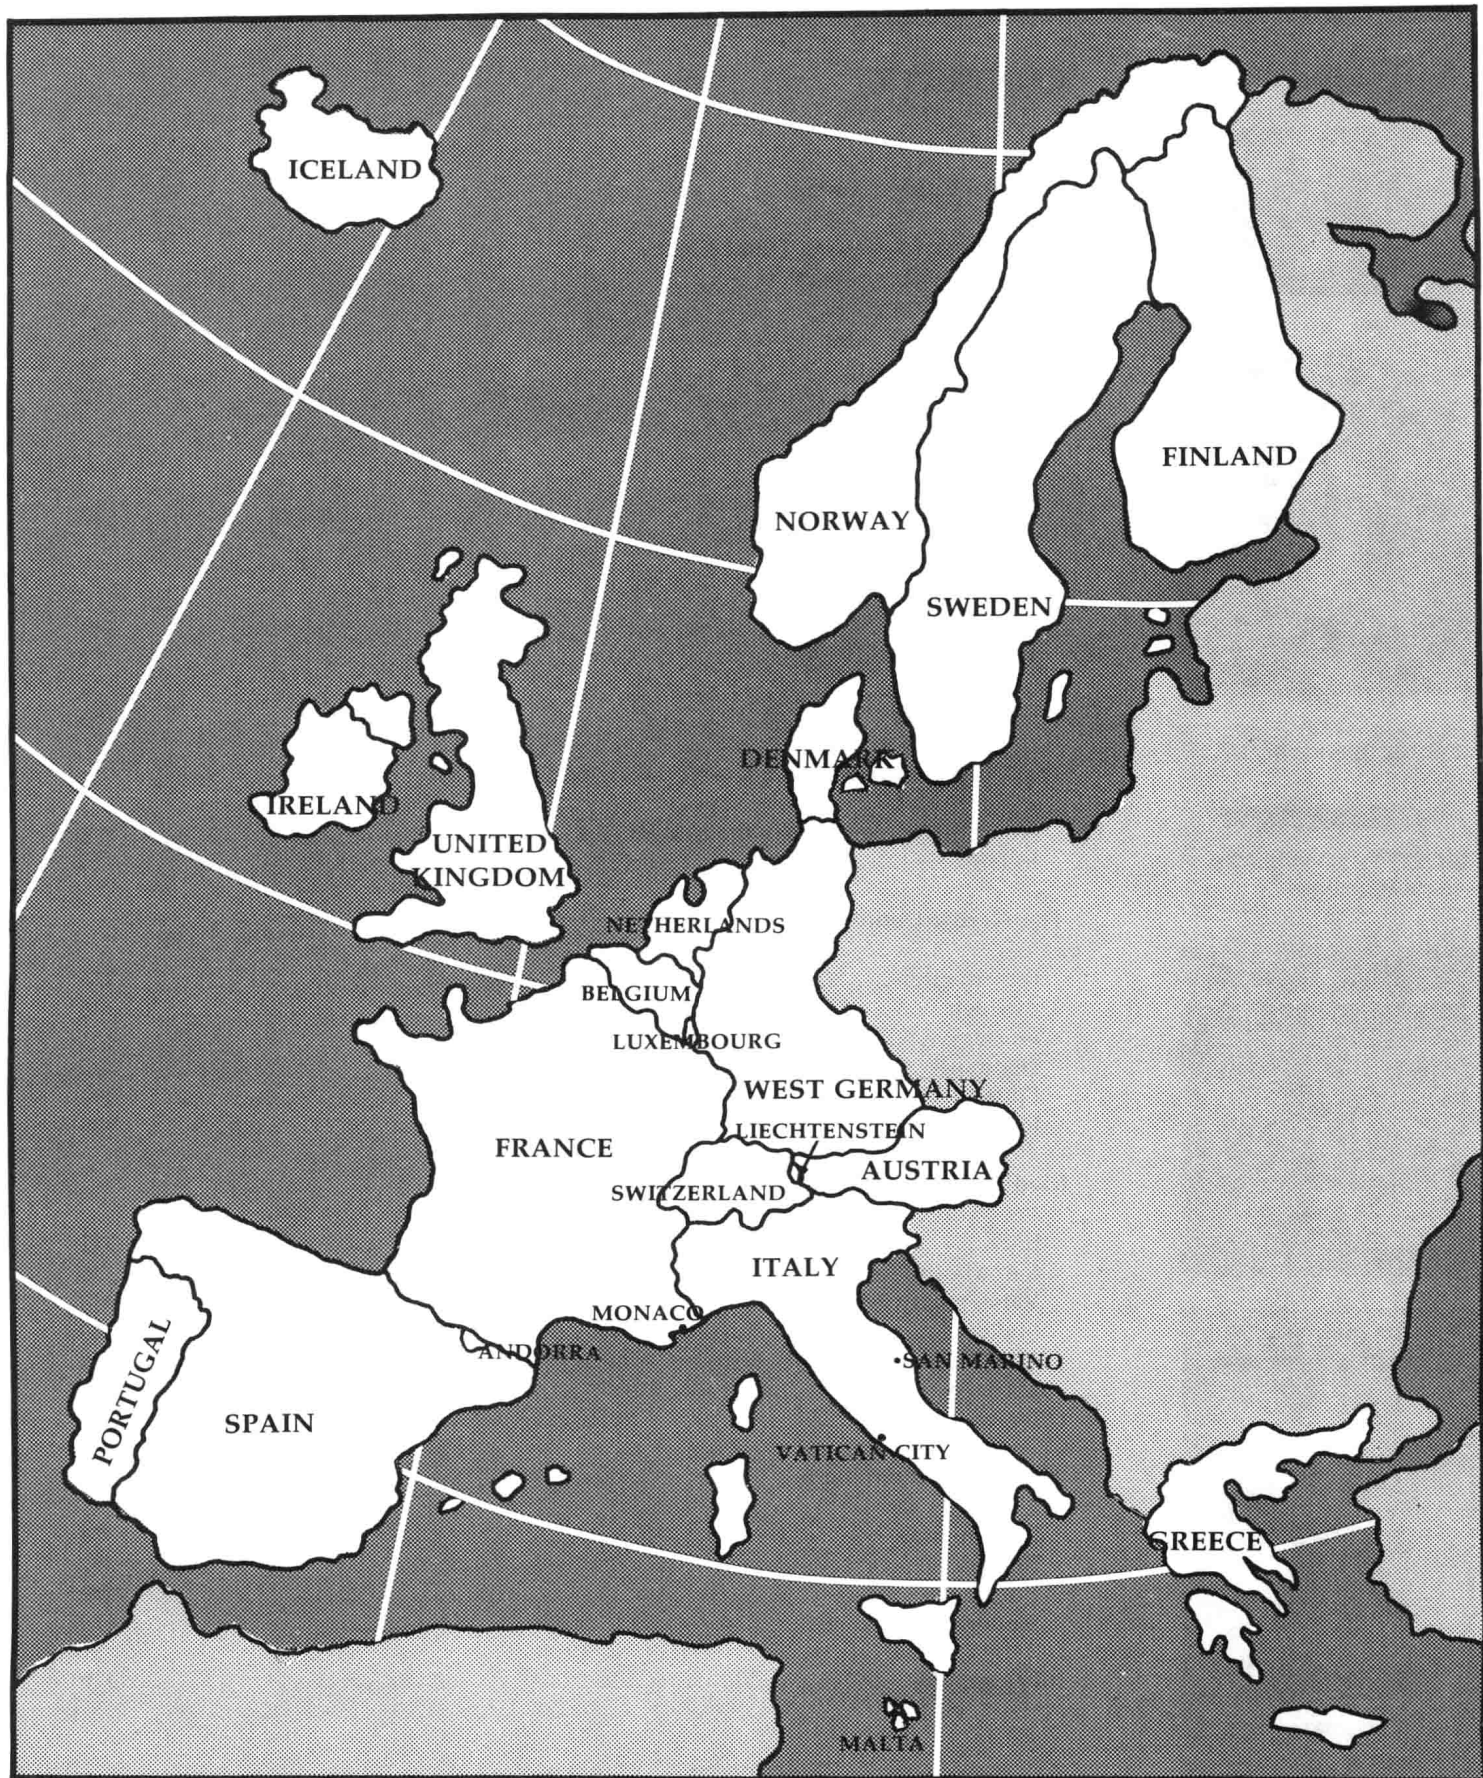 ICELAND
FINLAND
NORWAY
SWEDEN
DENMARK
IRELAND
UNITED
KINGDOM
NETHERLANDS
BELGIUM
LUXEMBOURG
WEST GERMANY
LIECHTENSTEIN
FRANCE
AUSTRIA
SWITZERLAND
ITALY
MONACO
ANDORRA
SAN MARINO
PORTUGAL
SPAIN
VATICAN CITY
GREECE
MALTA